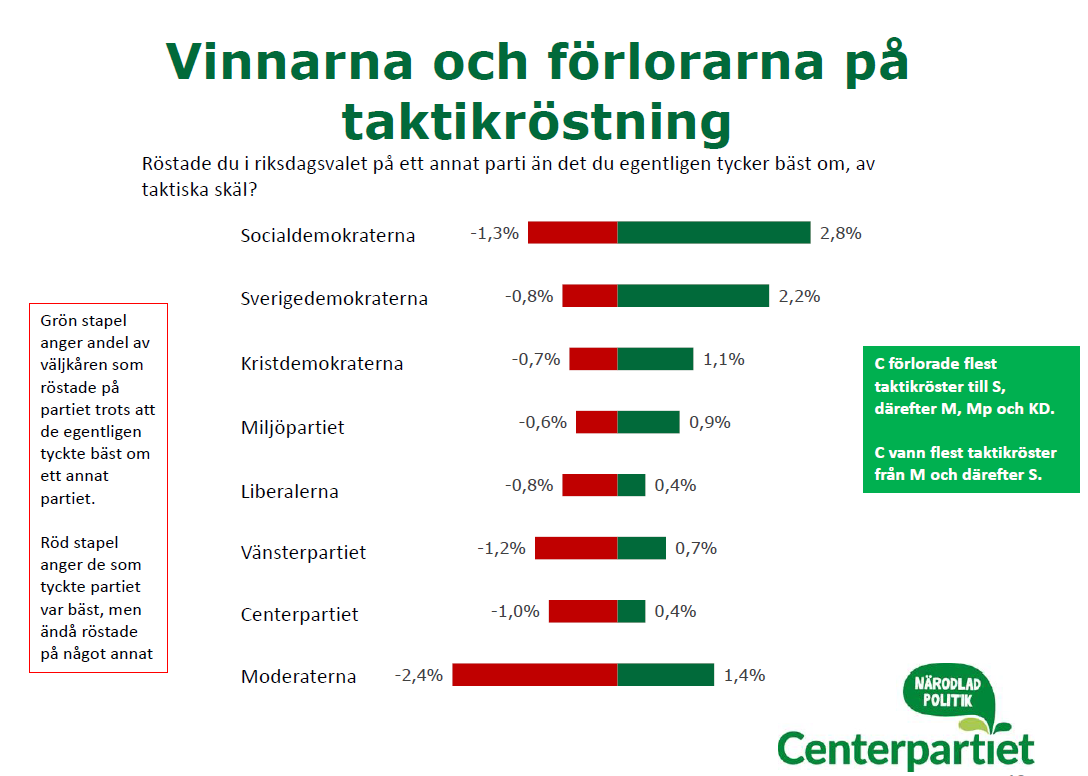 Vinnarna och förlorarna på
taktikröstning
Röstade du i riksdagsvalet på ett annat parti än det du egentligen tycker bäst om, av
taktiska skäl?
Socialdemokraterna -1,3% 2,8%
Sverigedemokraterna -0,8% 2,2%
Kristdemokraterna -0,7% 1,1%
Miljöpartiet -0,6% 0,9%
Liberalerna -0,8% 0,4%
Vänsterpartiet -1,2% 0,7%
Centerpartiet -1,0% 0,4%
Moderaterna -2,4% 1,4%
Grön stapel
anger andel av
väljkåren som
röstade på
partiet trots att
de egentligen
tyckte bäst om
ett annat
partiet.
Röd stapel
anger de som
tyckte partiet
var bäst, men
ändå röstade
på något annat
C förlorade flest
taktikröster till S,
därefter M, Mp och KD.
C vann flest taktikröster
från M och därefter S.
NÄRODLAD
POLITIK
Centerpartiet